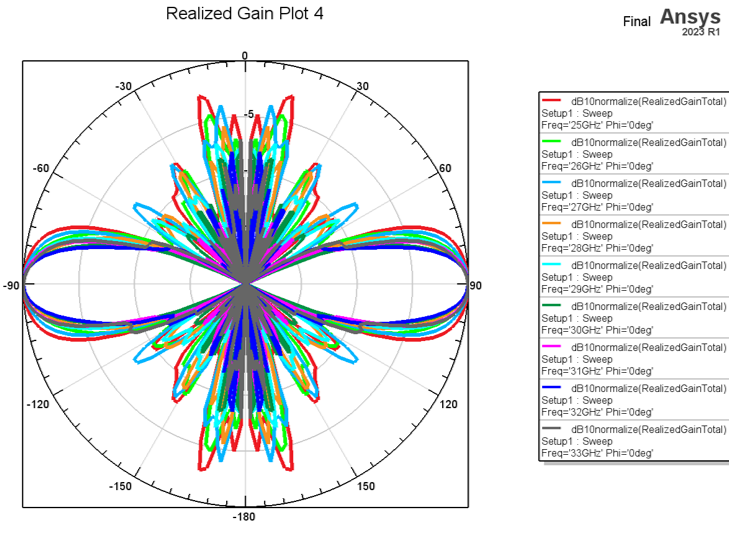 Realized Gain Plot 4
Final Ansys
2023 R1
0
-30
30
-5
-60
60
-90
90
-120
120
-150
150
-180
dB10normalize(RealizedGainTotal)
Setup1 : Sweep
Freq='25GHz' Phi='0deg'
dB10normalize(RealizedGainTotal)
Setup1 : Sweep
Freq='26GHz' Phi='0deg'
dB10normalize(RealizedGainTotal)
Setup1 : Sweep
Freq='27GHz' Phi='0deg'
dB10normalize(RealizedGainTotal)
Setup1 : Sweep
Freq='28GHz' Phi='0deg'
dB10normalize(RealizedGainTotal)
Setup1 : Sweep
Freq='29GHz' Phi='0deg'
dB10normalize(RealizedGainTotal)
Setup1 : Sweep
Freq='30GHz' Phi='0deg'
dB10normalize(RealizedGainTotal)
Setup1 : Sweep
Freq='31GHz' Phi='0deg'
dB10normalize(RealizedGainTotal)
Setup1 : Sweep
Freq='32GHz' Phi='0deg'
dB10normalize(RealizedGainTotal)
Setup1 : Sweep
Freq='33GHz' Phi='0deg'